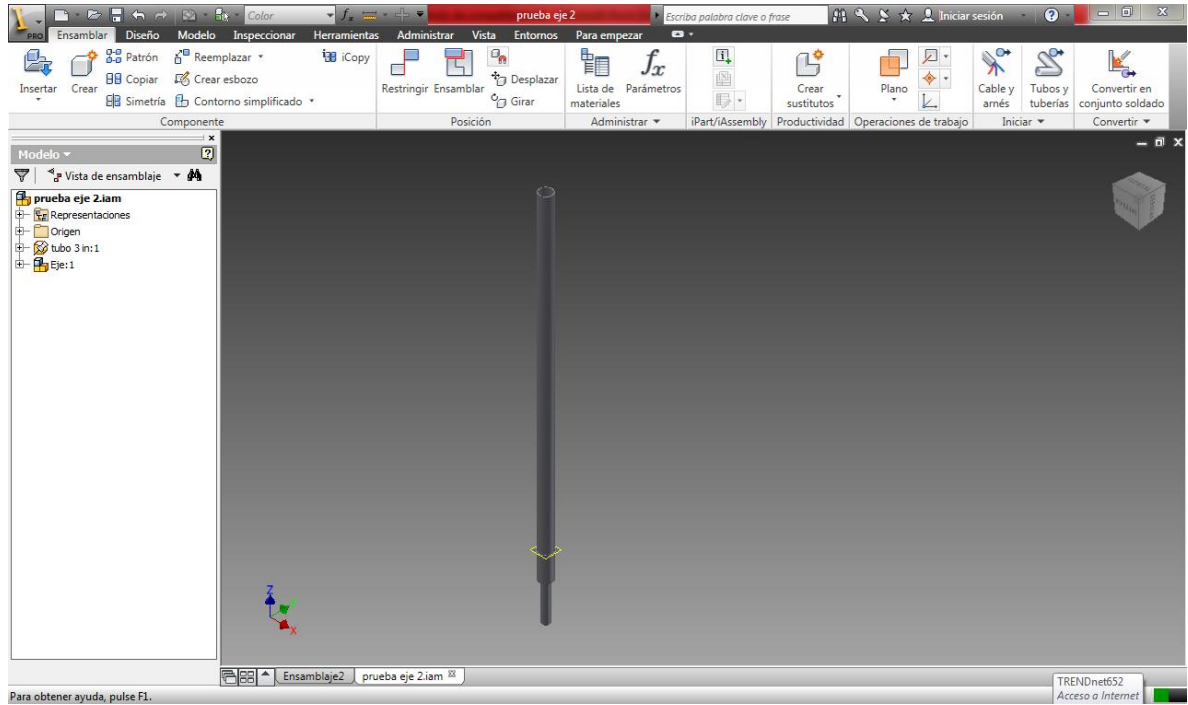 Color
prueba eje 2
Escriba palabra clave o frase
Iniciar sesión
PRO
Ensamblar Diseño Modelo Inspeccionar Herramientas Administrar Vista Entornos Para empezar
Insertar
Crear
Patrón
Copiar
Simetría
Reemplazar
Crear esbozo
Contorno simplificado
iCopy
Componente
Restringir
Ensamblar
Desplazar
Girar
Posición
Lista de materiales
Parámetros
Administrar
iPart/iAssembly
Crear sustitutos
Productividad
Plano
Operaciones de trabajo
Cable y arnés
Tubos y tuberías
Iniciar
Convertir en conjunto soldado
Convertir
Modelo
Vista de ensamblaje
prueba eje 2.iam
Representaciones
Origen
tubo 3 in:1
Eje:1
Z
X
Ensamblaje2
prueba eje 2.iam
Para obtener ayuda, pulse F1.
TRENDnet652
Acceso a Internet